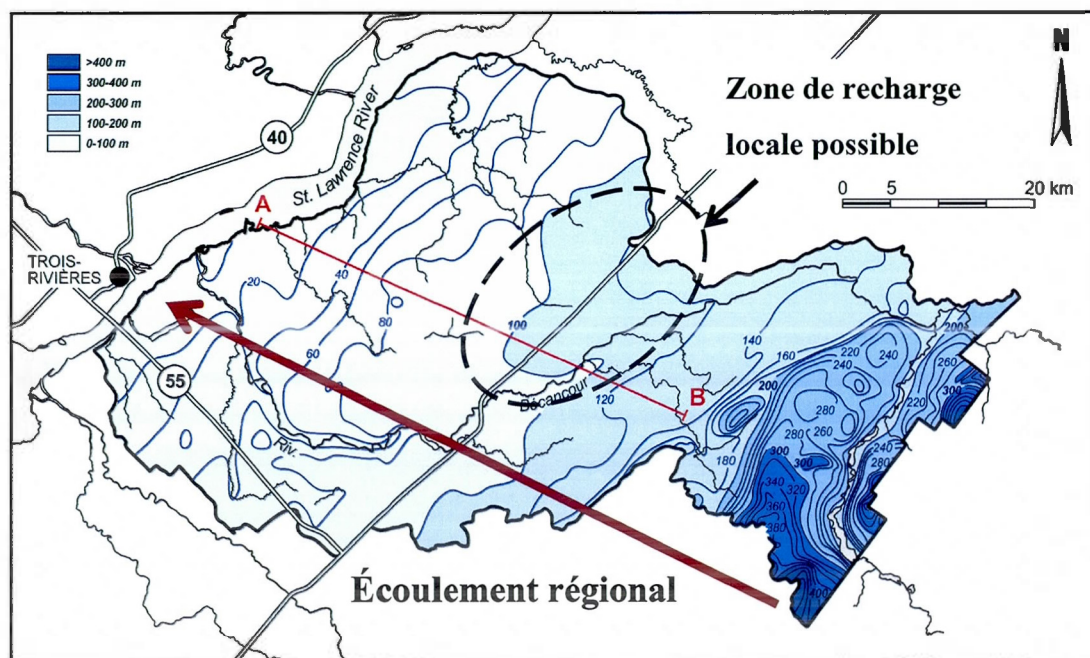 >400 m
300-400 m
200-300 m
100-200 m
0-100 m
40
St. Lawrence River
N
Zone de recharge
locale possible
0 5 20 km
A
TROIS-
RIVIÈRES
20
40
80
60
100
55
Riv.
Bécancour
120
B
140
160
200
180
220
240
240
280
260
280
300
300
340
320
360
380
400
200
260
300
220
240
280
Écoulement régional